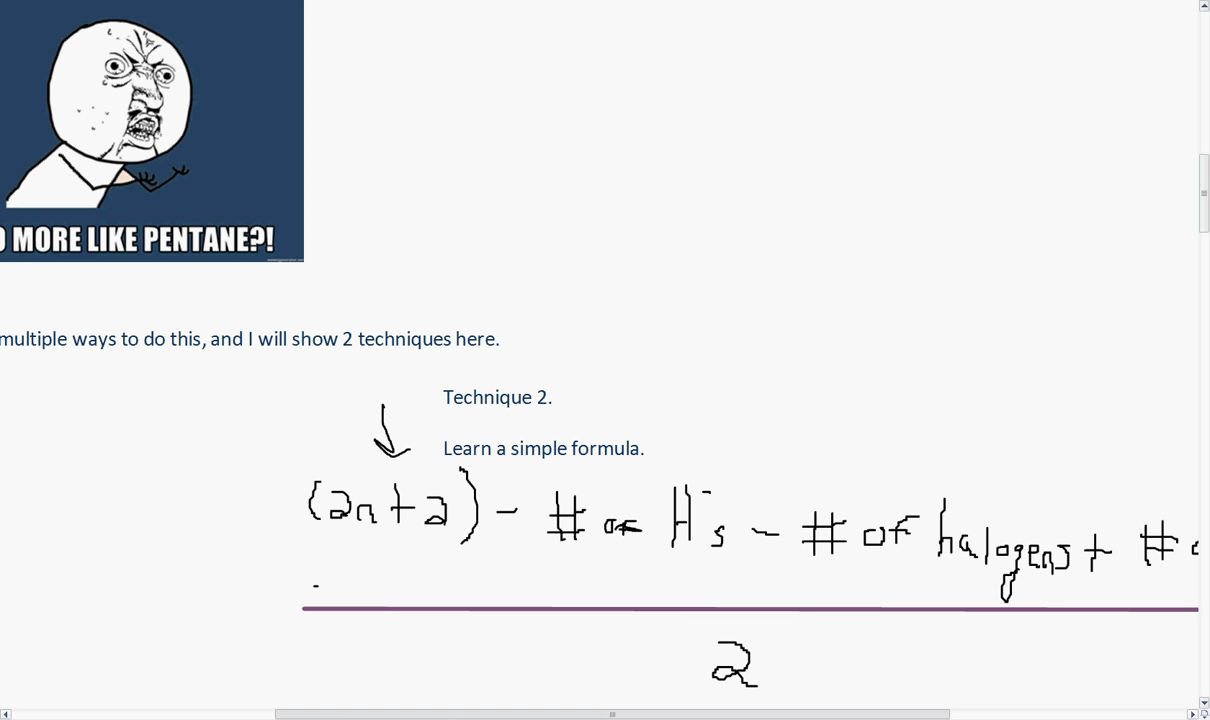 MORE LIKE PENTANE?!
multiple ways to do this, and I will show 2 techniques here.
Technique 2.
Learn a simple formula.
(2n+2) - # of H's - # of halogens + #
2